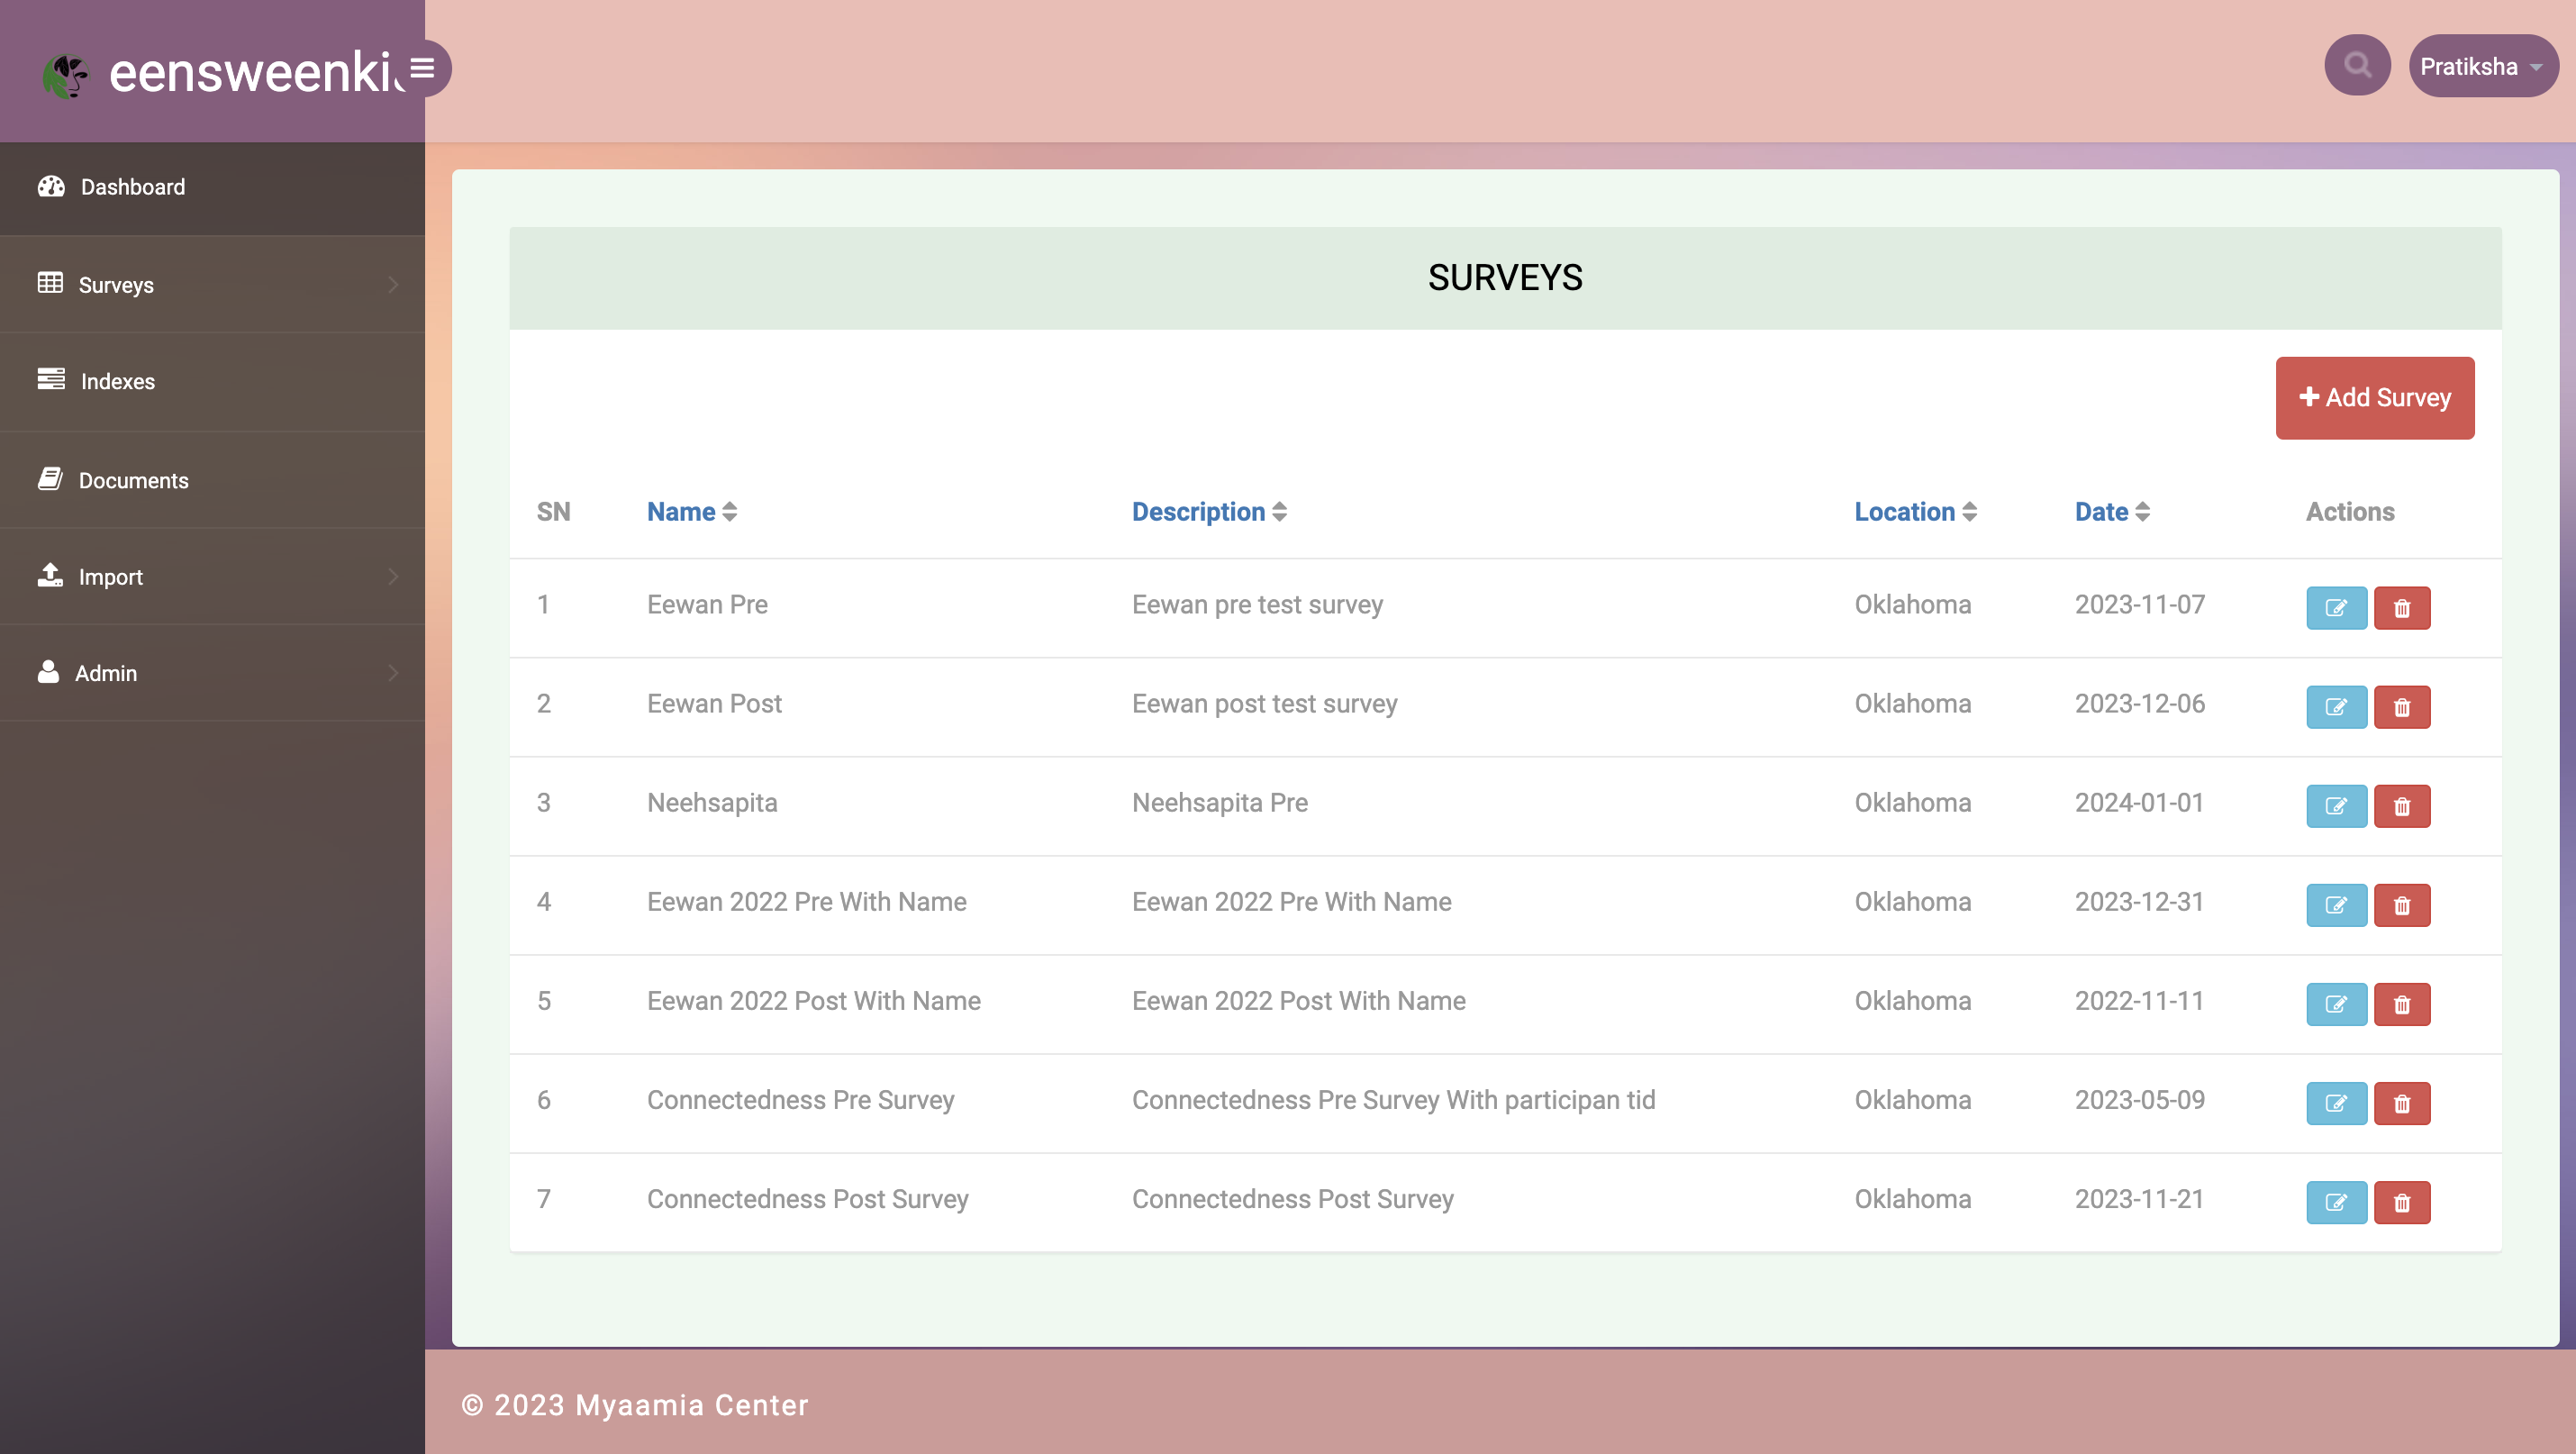 eensweenki
Pratiksha
Dashboard
Surveys
Indexes
Documents
Import
Admin
SURVEYS
Add Survey
SN Name Description Location Date Actions
1 Eewan Pre Eewan pre test survey Oklahoma 2023-11-07
2 Eewan Post Eewan post test survey Oklahoma 2023-12-06
3 Neehsapita Neehsapita Pre Oklahoma 2024-01-01
4 Eewan 2022 Pre With Name Eewan 2022 Pre With Name Oklahoma 2023-12-31
5 Eewan 2022 Post With Name Eewan 2022 Post With Name Oklahoma 2022-11-11
6 Connectedness Pre Survey Connectedness Pre Survey With participan tid Oklahoma 2023-05-09
7 Connectedness Post Survey Connectedness Post Survey Oklahoma 2023-11-21
© 2023 Myaamia Center